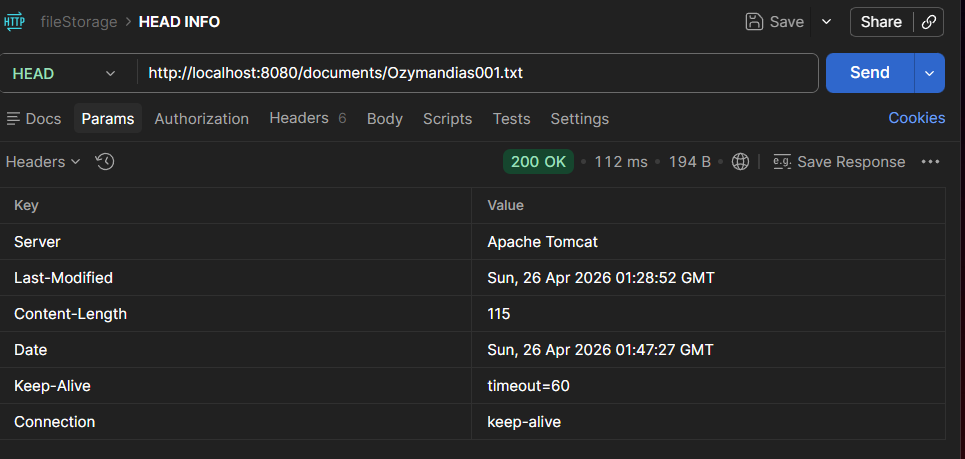 HTTP fileStorage > HEAD INFO Save Share
HEAD http://localhost:8080/documents/Ozymandias001.txt Send
Docs Params Authorization Headers 6 Body Scripts Tests Settings Cookies
Headers 200 OK • 112 ms • 194 B • e.g. Save Response
Key Value
Server Apache Tomcat
Last-Modified Sun, 26 Apr 2026 01:28:52 GMT
Content-Length 115
Date Sun, 26 Apr 2026 01:47:27 GMT
Keep-Alive timeout=60
Connection keep-alive